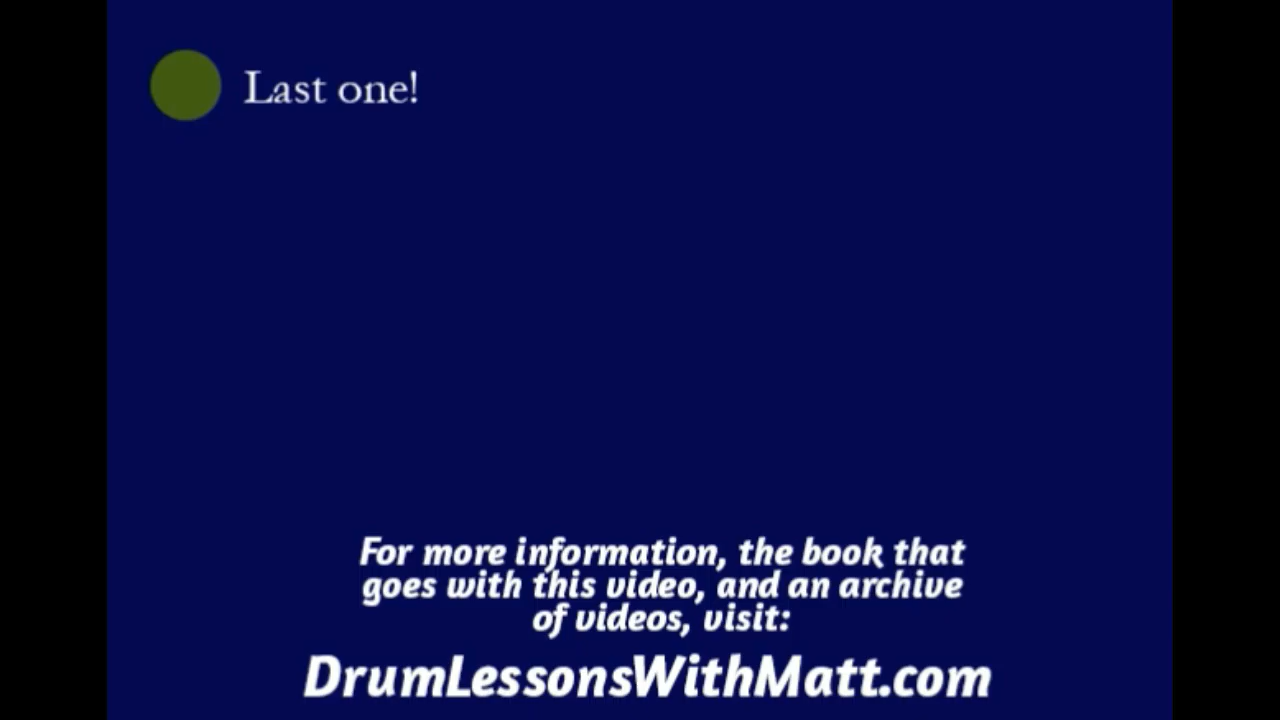 Last one!
For more information, the book that
goes with this video, and an archive
of videos, visit:
DrumLessonsWithMatt.com